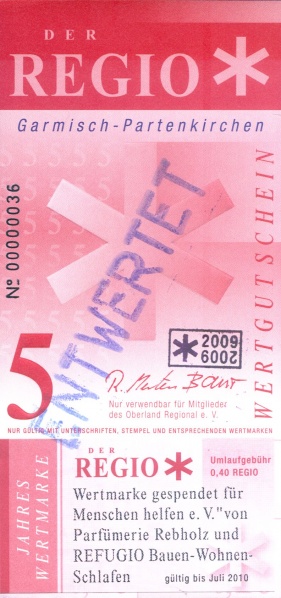 DER
REGIO*
Garmisch-Partenkirchen
№ 00000036
WERTGUTSCHEIN
ENTWERTET
5
* 2009
2009
Nur verwendbar für Mitglieder
des Oberland Regional e. V.
NUR GÜLTIG MIT UNTERSCHRIFTEN, STEMPEL UND ENTSPRECHENDEN WERTMARKEN
JAHRES
WERTMARKE
DER
REGIO*
Umlaufgebühr
0,40 REGIO
Wertmarke gespendet für
Menschen helfen e. V."von
Parfümerie Rebholz und
REFUGIO Bauen-Wohnen-
Schlafen
gültig bis Juli 2010